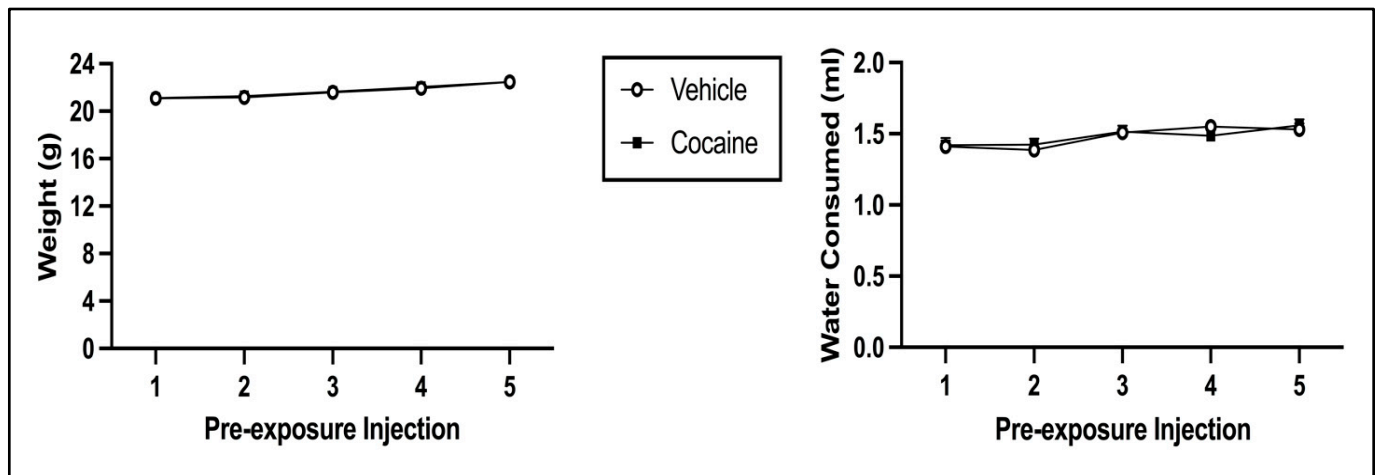 24
20
16
12
8
4
0
Weight (g)
1 2 3 4 5
Pre-exposure Injection
Vehicle
Cocaine
2.0
1.5
1.0
0.5
0.0
Water Consumed (ml)
1 2 3 4 5
Pre-exposure Injection